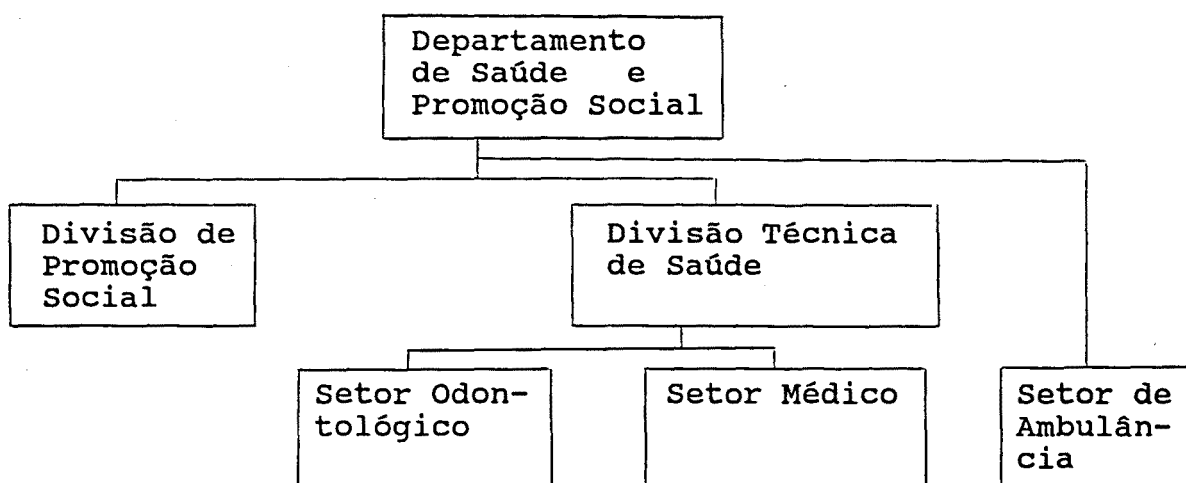 Departamento
de Saúde e
Promoção Social
Divisão de
Promoção
Social
Divisão Técnica
de Saúde
Setor Odon-
tológico
Setor Médico
Setor de
Ambulân-
cia